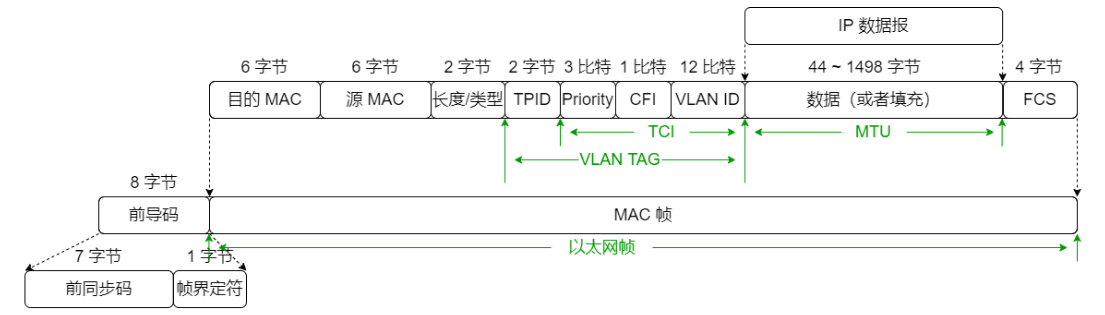 IP 数据报
6 字节 6 字节 2 字节 2 字节 3 比特 1 比特 12 比特 44 ~ 1498 字节 4 字节
目的 MAC 源 MAC 长度/类型 TPID Priority CFI VLAN ID 数据（或者填充） FCS
TCI MTU
VLAN TAG
8 字节
前导码 MAC 帧
7 字节 1 字节 以太网帧
前同步码 帧界定符